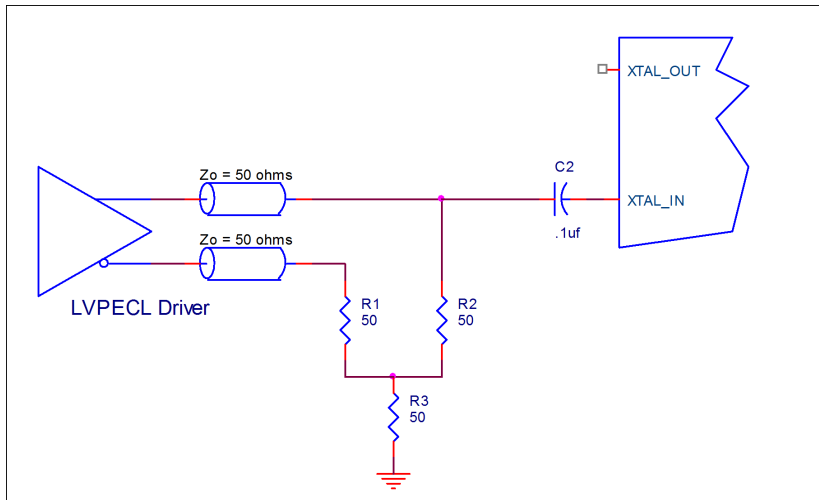 XTAL_OUT
C2
Zo = 50 ohms
XTAL_IN
.1uf
Zo = 50 ohms
LVPECL Driver
R1
50
R2
50
R3
50